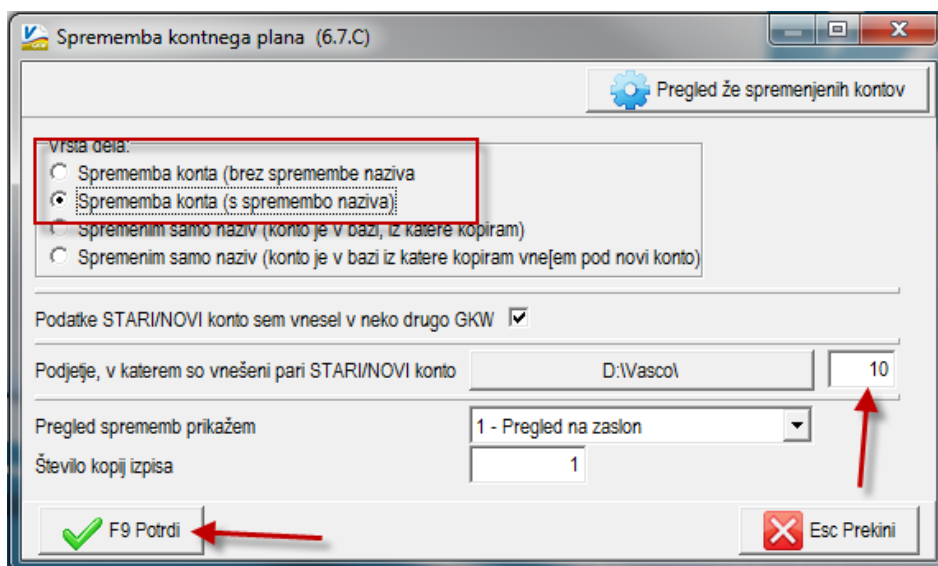 Sprememba kontnega plana (6.7.C)
Pregled že spremenjenih kontov
Vrsta dela:
Sprememba konta (brez spremembe naziva
Sprememba konta (s spremembo naziva)
Spremenim samo naziv (konto je v bazi, iz katere kopiram)
Spremenim samo naziv (konto je v bazi iz katere kopiram vne[em pod novi konto)
Podatke STARI/NOVI konto sem vnesel v neko drugo GKW
Podjetje, v katerem so vnešeni pari STARI/NOVI konto D:\Vasco\ 10
Pregled sprememb prikažem 1 - Pregled na zaslon
Število kopij izpisa 1
F9 Potrdi Esc Prekini